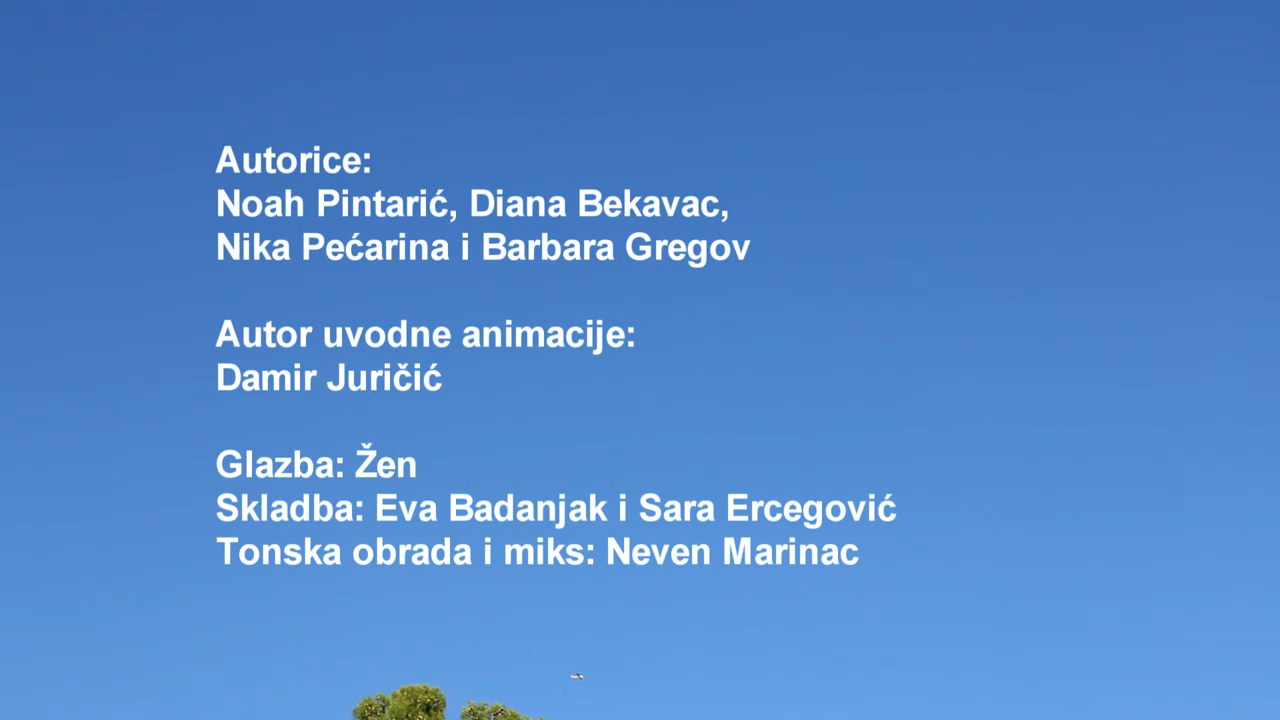 Autorice:
Noah Pintarić, Diana Bekavac,
Nika Pećarina i Barbara Gregov
Autor uvodne animacije:
Damir Juričić
Glazba: Žen
Skladba: Eva Badanjak i Sara Ercegović
Tonska obrada i miks: Neven Marinac